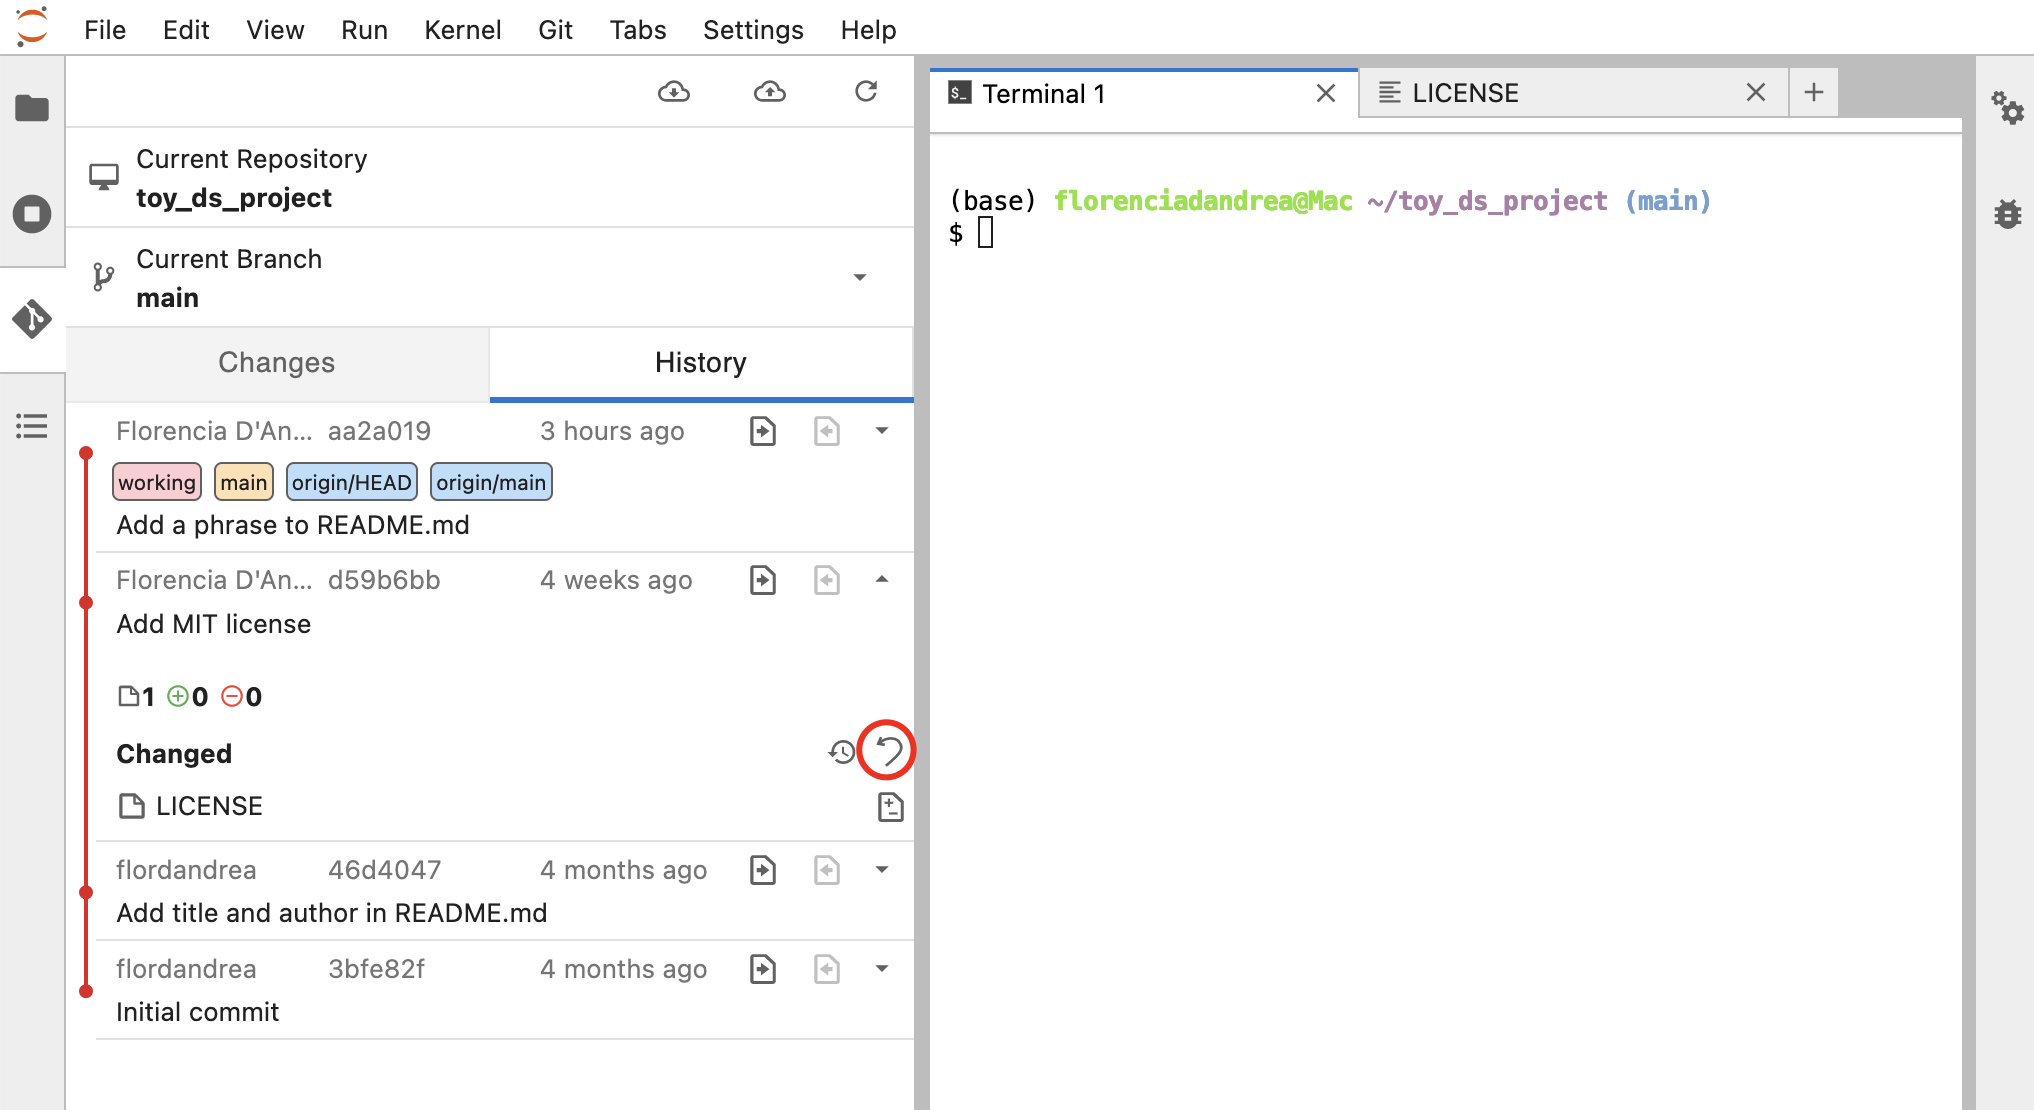 File Edit View Run Kernel Git Tabs Settings Help
Current Repository
toy_ds_project
Current Branch
main
Changes History
Florencia D'An... aa2a019 3 hours ago
working main origin/HEAD origin/main
Add a phrase to README.md
Florencia D'An... d59b6bb 4 weeks ago
Add MIT license
1 0 0
Changed
LICENSE
flordandrea 46d4047 4 months ago
Add title and author in README.md
flordandrea 3bfe82f 4 months ago
Initial commit
$_ Terminal 1 LICENSE
(base) florenciadandrea@Mac ~/toy_ds_project (main)
$